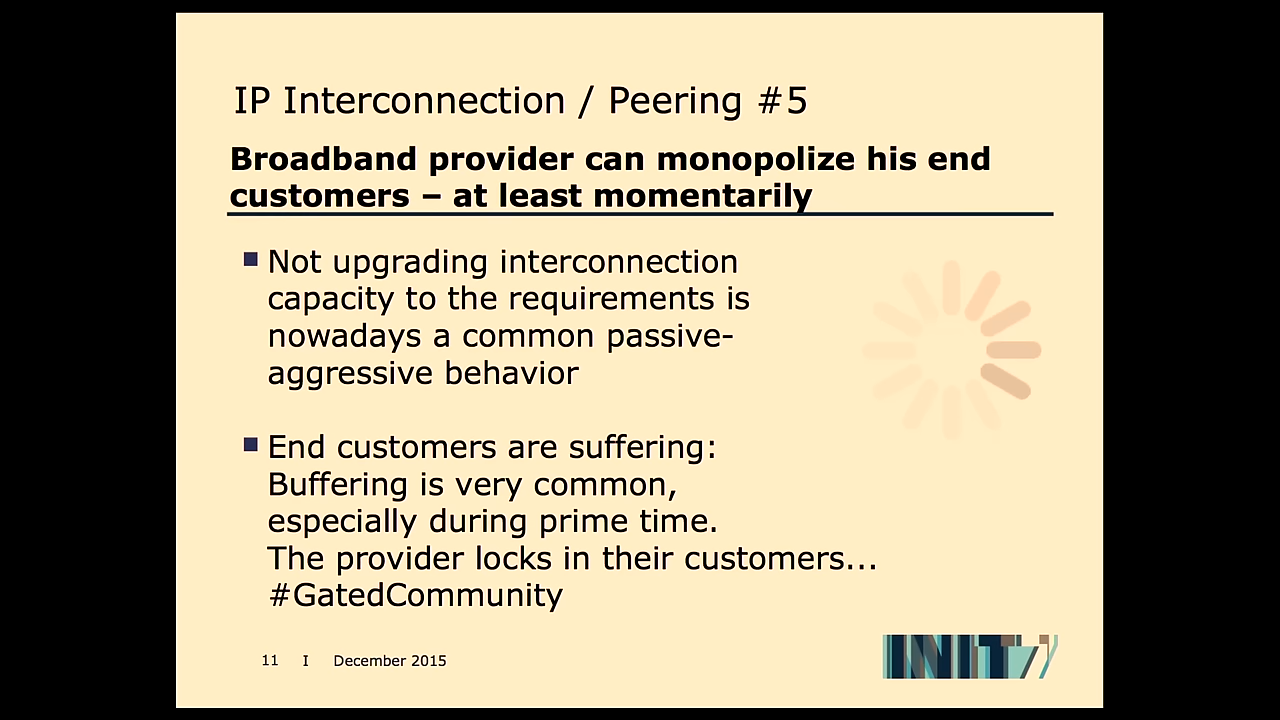 IP Interconnection / Peering #5
Broadband provider can monopolize his end
customers – at least momentarily
Not upgrading interconnection
capacity to the requirements is
nowadays a common passive-
aggressive behavior
End customers are suffering:
Buffering is very common,
especially during prime time.
The provider locks in their customers...
#GatedCommunity
11 I December 2015
INIT7